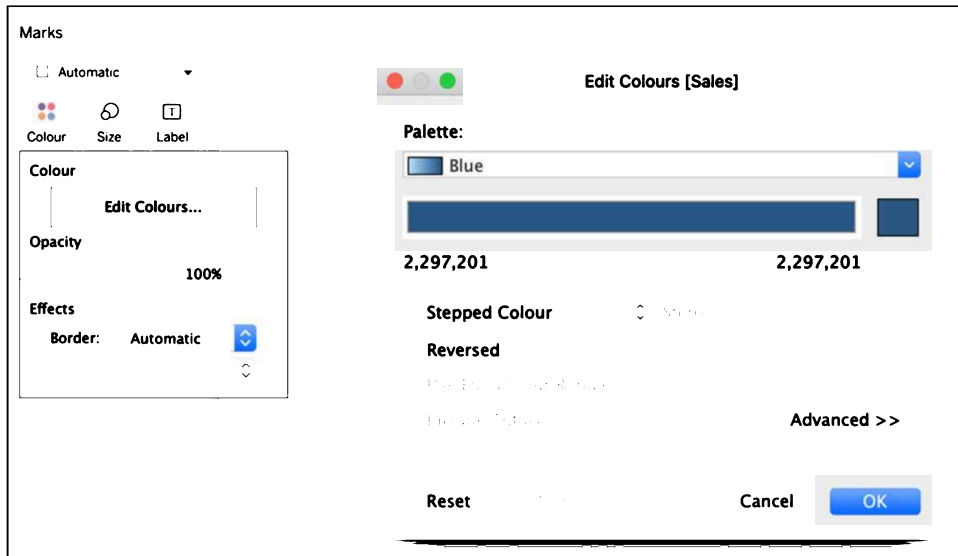 Marks
Automatic
Colour Size Label
Colour
Edit Colours...
Opacity
100%
Effects
Border: Automatic
Edit Colours [Sales]
Palette:
Blue
2,297,201 2,297,201
Stepped Colour
Reversed
Advanced >>
Reset Cancel OK